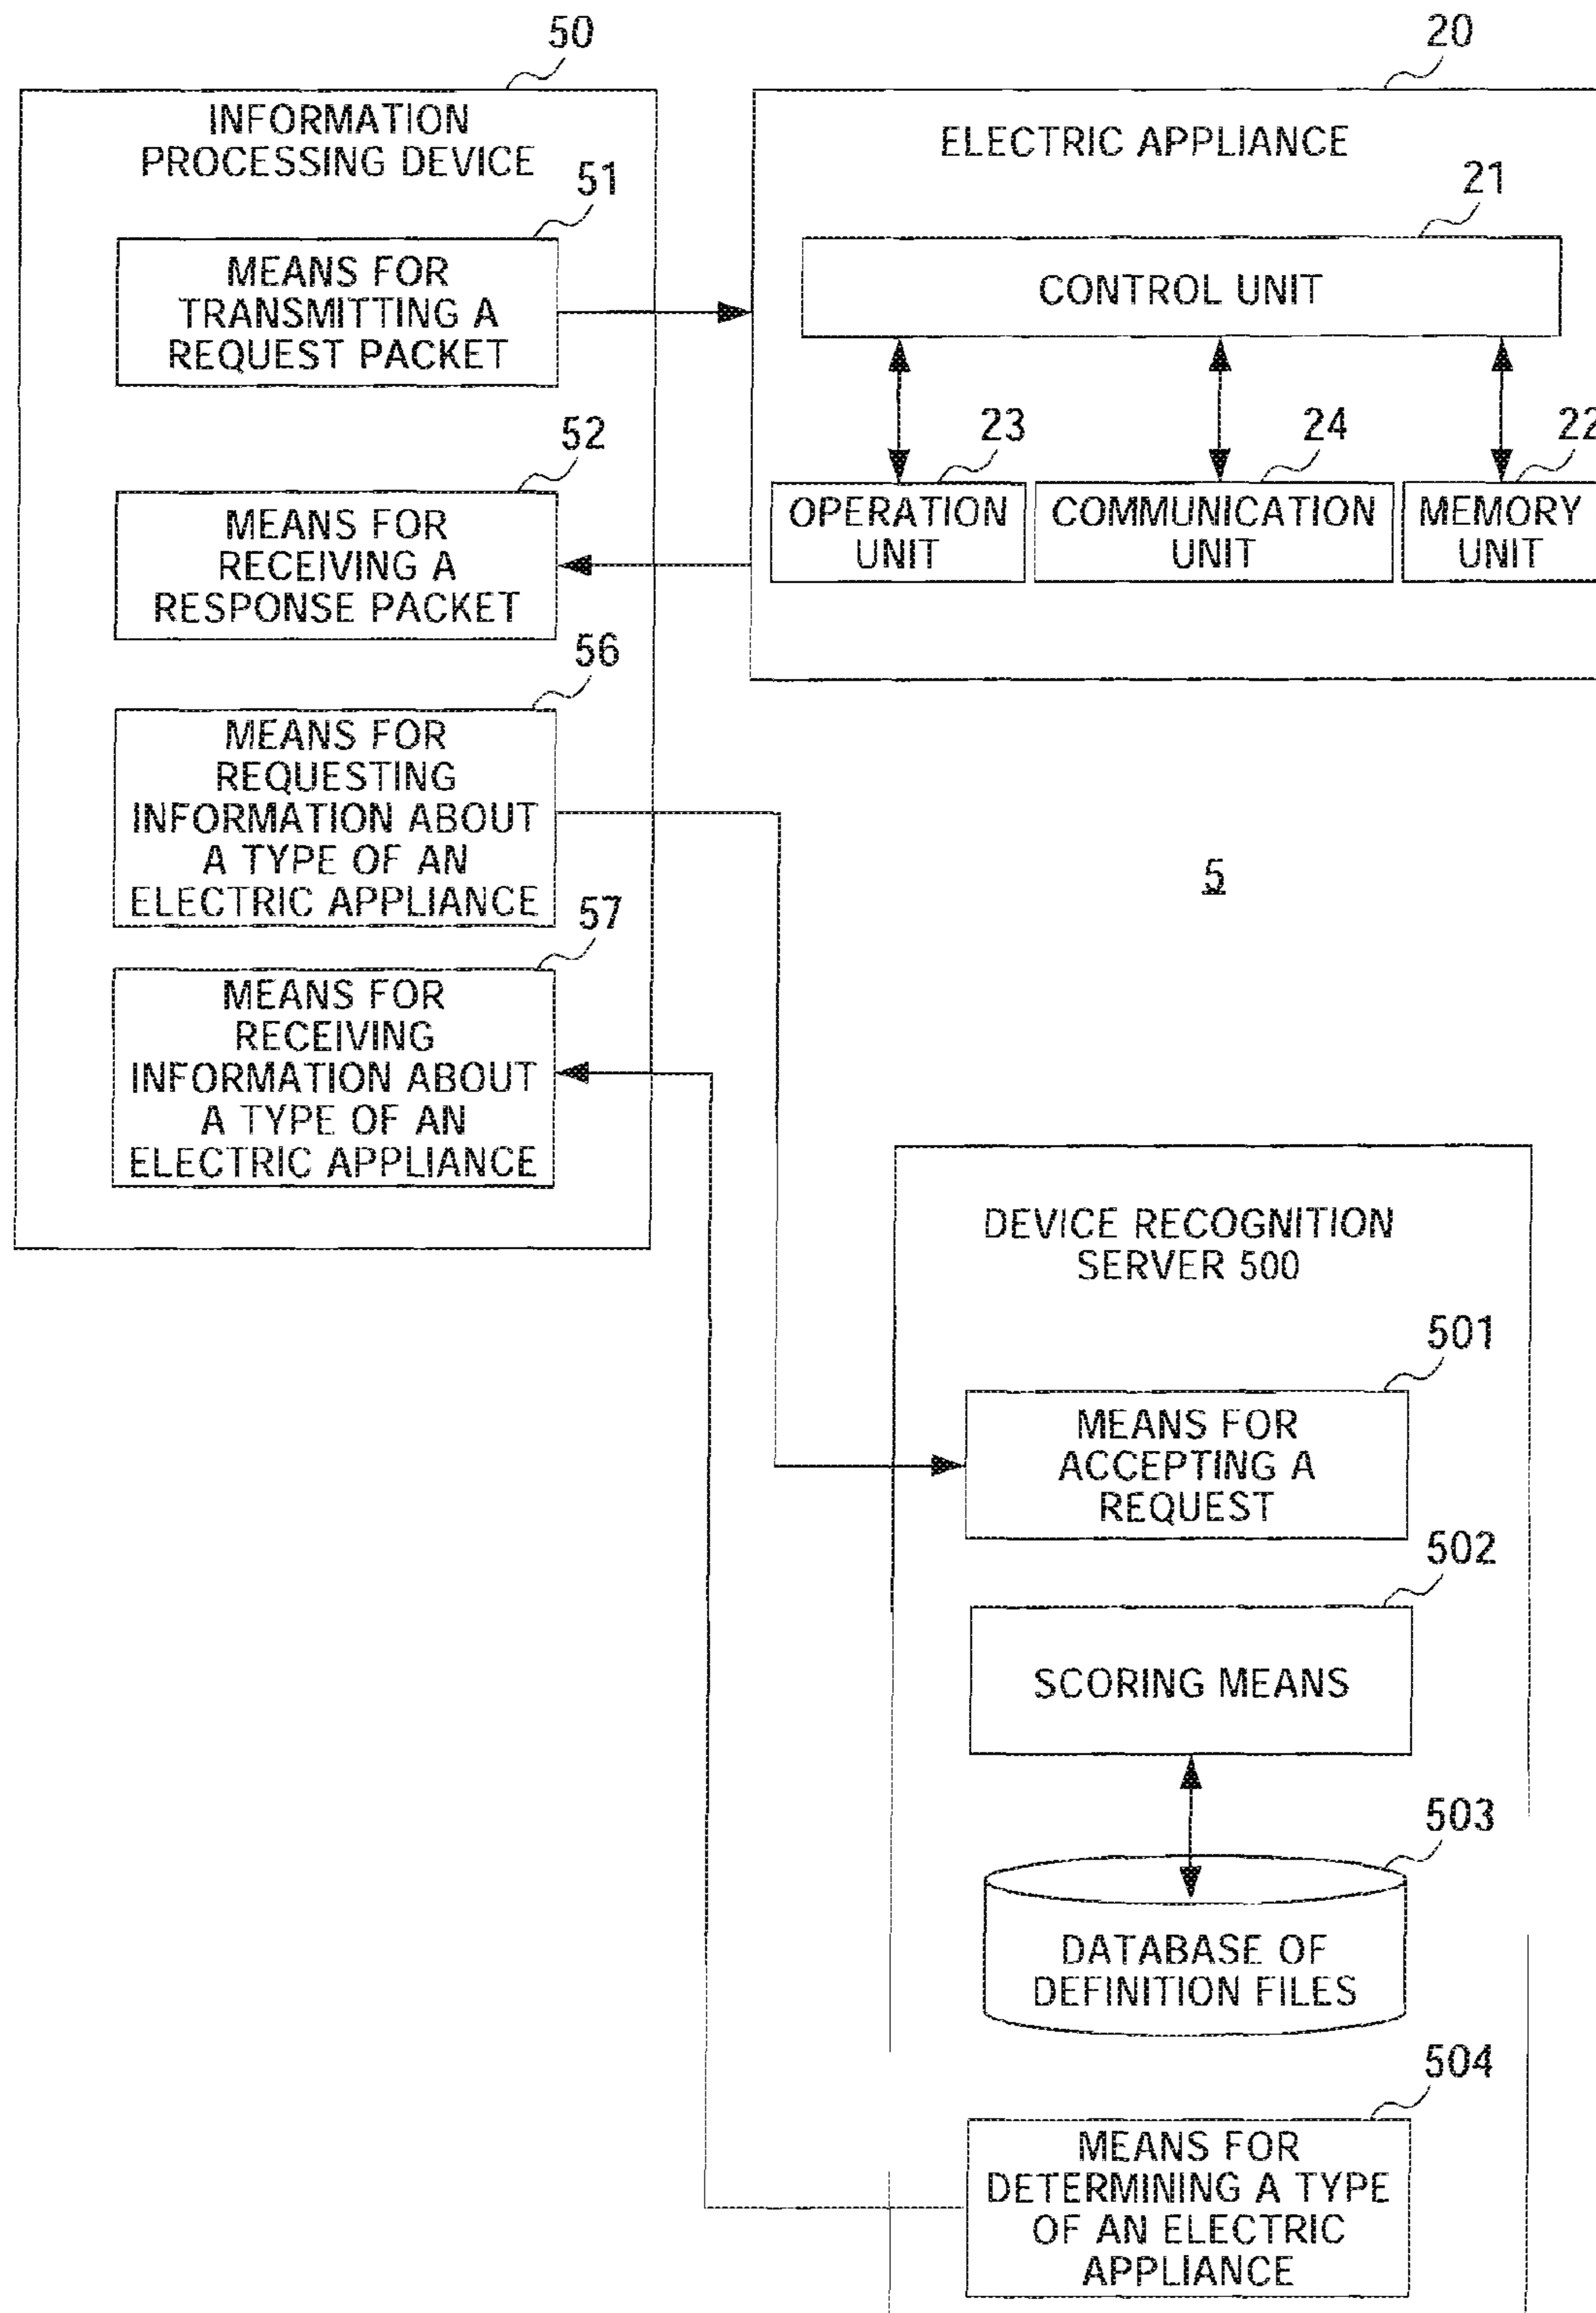 50
INFORMATION
PROCESSING DEVICE
51
MEANS FOR
TRANSMITTING A
REQUEST PACKET
52
MEANS FOR
RECEIVING A
RESPONSE PACKET
56
MEANS FOR
REQUESTING
INFORMATION ABOUT
A TYPE OF AN
ELECTRIC APPLIANCE
57
MEANS FOR
RECEIVING
INFORMATION ABOUT
A TYPE OF AN
ELECTRIC APPLIANCE
20
ELECTRIC APPLIANCE
21
CONTROL UNIT
23
OPERATION
UNIT
24
COMMUNICATION
UNIT
22
MEMORY
UNIT
5
DEVICE RECOGNITION
SERVER 500
501
MEANS FOR
ACCEPTING A
REQUEST
502
SCORING MEANS
503
DATABASE OF
DEFINITION FILES
504
MEANS FOR
DETERMINING A TYPE
OF AN ELECTRIC
APPLIANCE